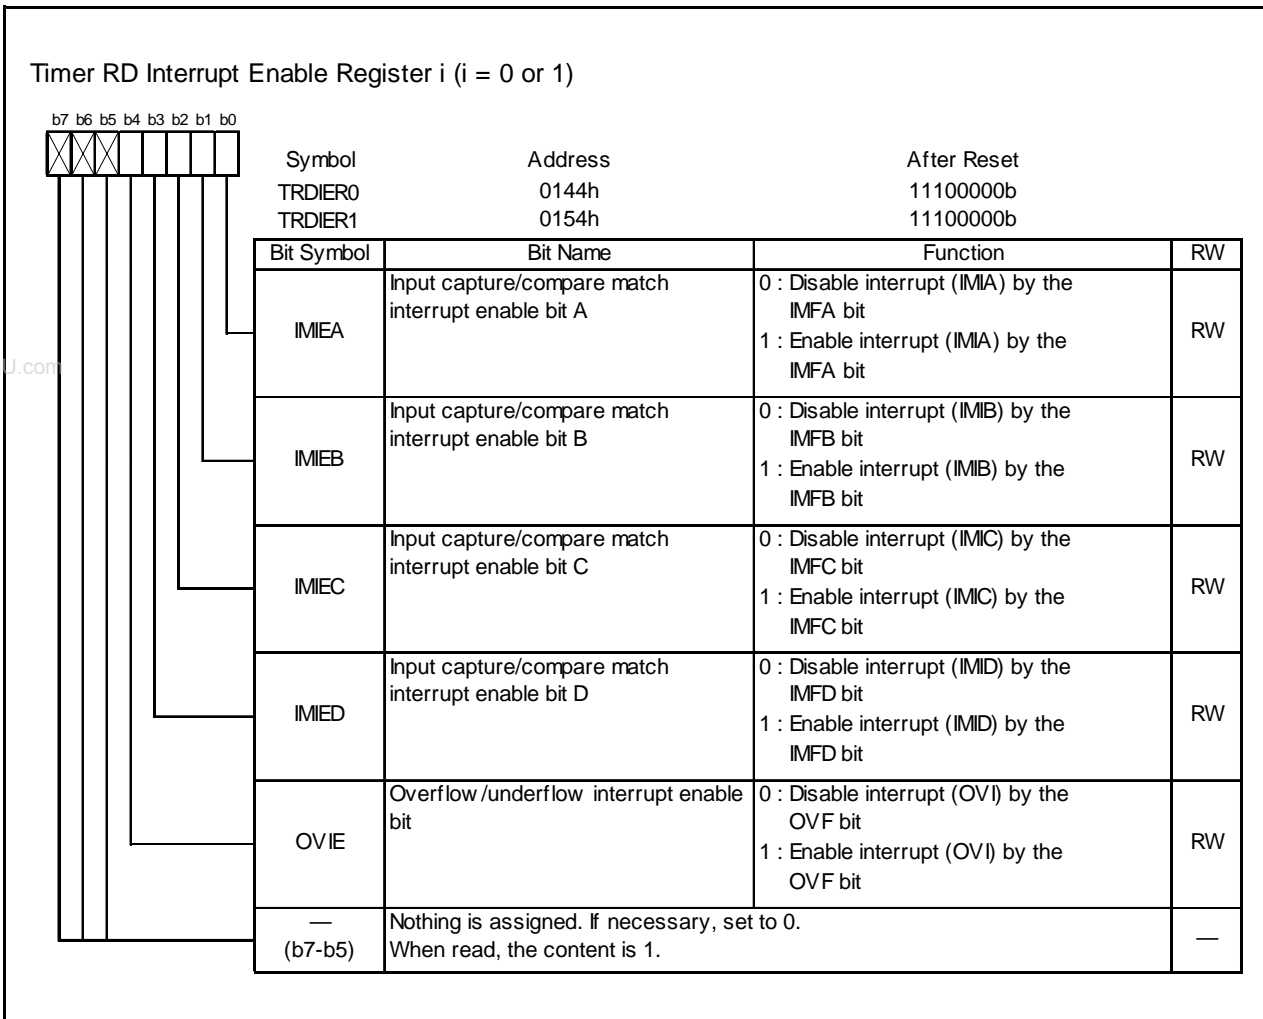 Timer RD Interrupt Enable Register i (i = 0 or 1)
b7 b6 b5 b4 b3 b2 b1 b0
Symbol Address After Reset
TRDIER0 0144h 11100000b
TRDIER1 0154h 11100000b
Bit Symbol Bit Name Function RW
IMIEA
Input capture/compare match
interrupt enable bit A
0 : Disable interrupt (IMIA) by the
IMFA bit
1 : Enable interrupt (IMIA) by the
IMFA bit
RW
U.com
IMIEB
Input capture/compare match
interrupt enable bit B
0 : Disable interrupt (IMIB) by the
IMFB bit
1 : Enable interrupt (IMIB) by the
IMFB bit
RW
IMIEC
Input capture/compare match
interrupt enable bit C
0 : Disable interrupt (IMIC) by the
IMFC bit
1 : Enable interrupt (IMIC) by the
IMFC bit
RW
IMIED
Input capture/compare match
interrupt enable bit D
0 : Disable interrupt (IMID) by the
IMFD bit
1 : Enable interrupt (IMID) by the
IMFD bit
RW
OVIE
Overflow/underflow interrupt enable
bit
0 : Disable interrupt (OVI) by the
OVF bit
1 : Enable interrupt (OVI) by the
OVF bit
RW
—
(b7-b5)
Nothing is assigned. If necessary, set to 0.
When read, the content is 1.
—